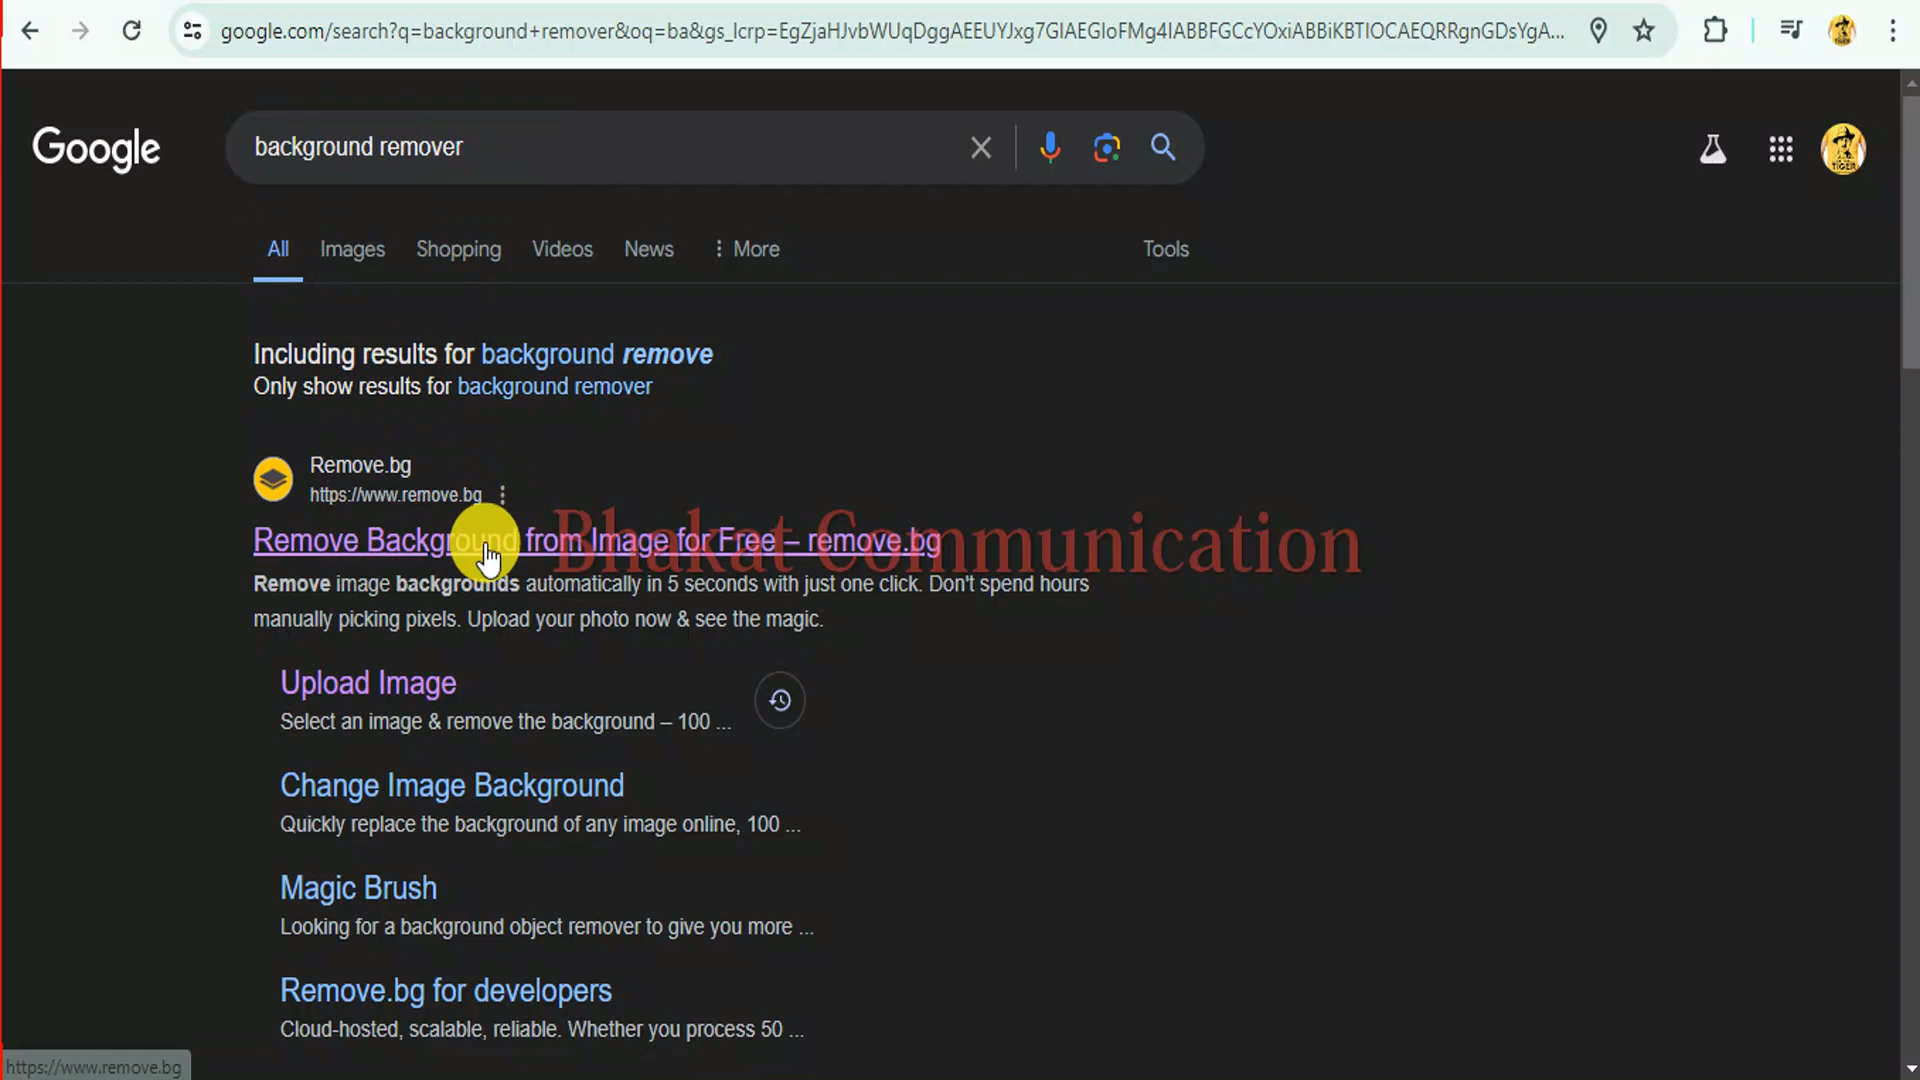 google.com/search?q=background+remover&oq=ba&gs_lcrp=EgZjaHJvbWUqDggAEEUYJxg7GIAEGIoFMg4IABBFGCcYOxiABBiKBTIOCAEQRRgnGDsYgA...
Google
background remover
All Images Shopping Videos News More Tools
Including results for background remove
Only show results for background remover
Remove.bg
https://www.remove.bg
Remove Background from Image for Free – remove.bg
Bhakat Communication
Remove image backgrounds automatically in 5 seconds with just one click. Don't spend hours
manually picking pixels. Upload your photo now & see the magic.
Upload Image
Select an image & remove the background – 100 ...
Change Image Background
Quickly replace the background of any image online, 100 ...
Magic Brush
Looking for a background object remover to give you more ...
Remove.bg for developers
Cloud-hosted, scalable, reliable. Whether you process 50 ...
https://www.remove.bg